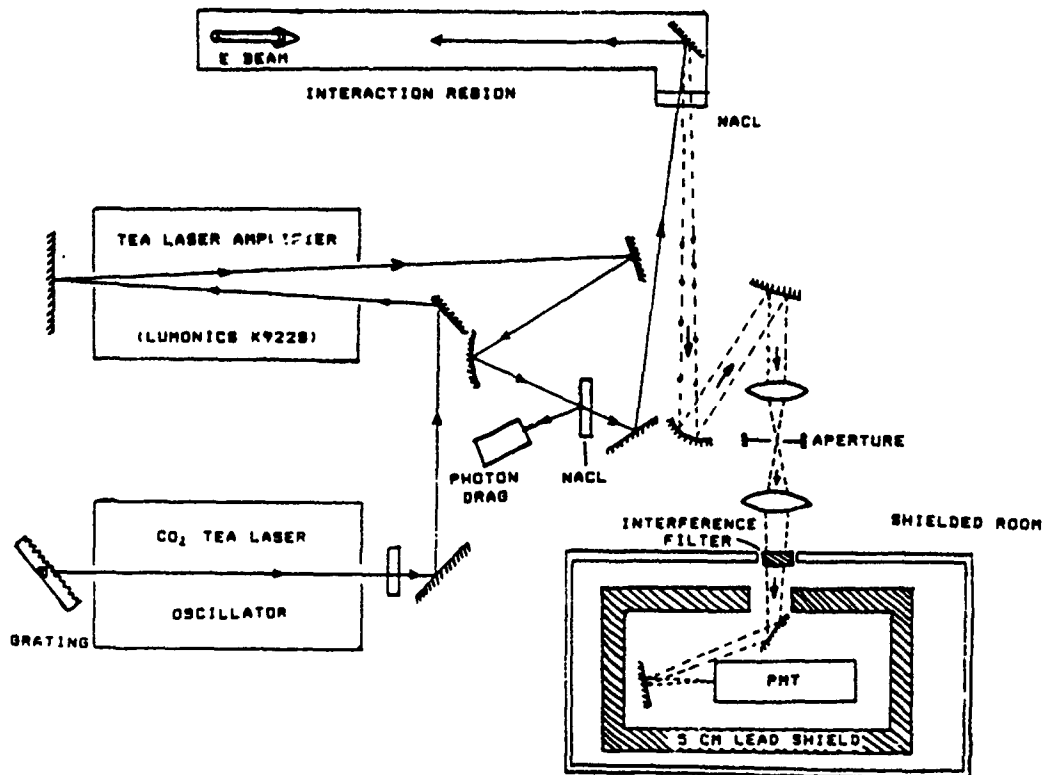 E BEAM
INTERACTION REGION
NACL
TEA LASER AMPLIFIER
(LUMONICS K922S)
PHOTON
DRAG
NACL
APERTURE
INTERFERENCE
FILTER
SHIELDED ROOM
CO2 TEA LASER
OSCILLATOR
GRATING
PMT
5 CM LEAD SHIELD